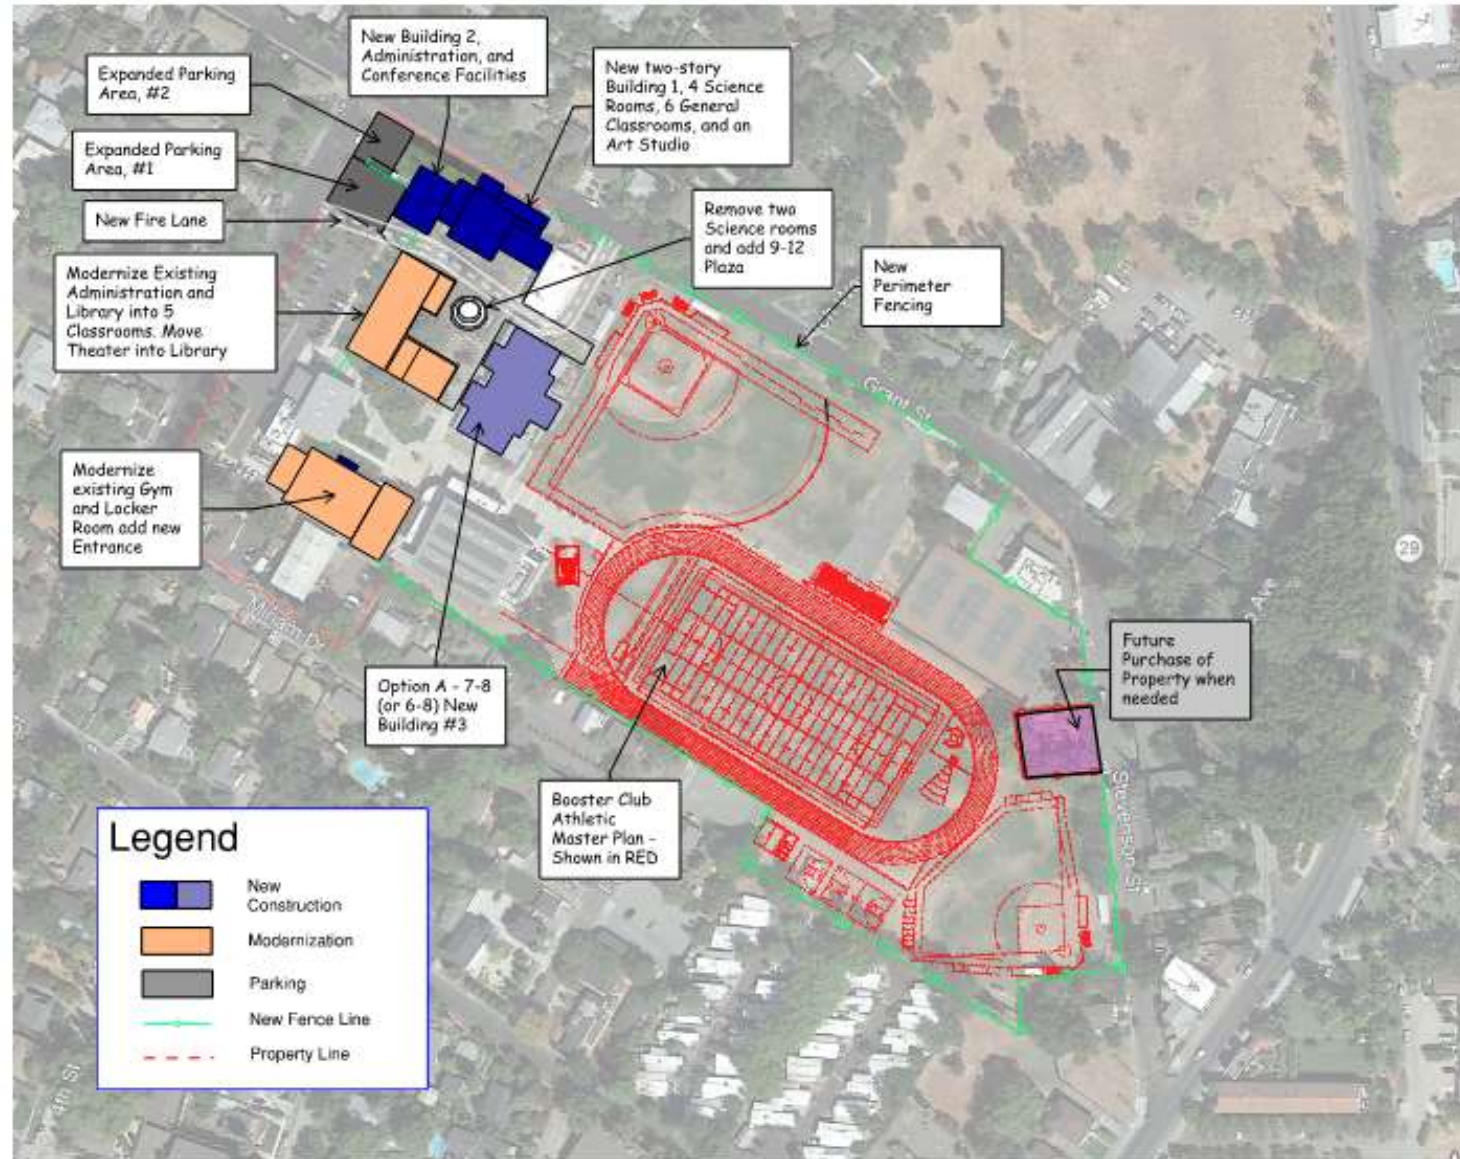 New Building 2,
Administration, and
Conference Facilities
Expanded Parking
Area, #2
New two-story
Building 1, 4 Science
Rooms, 6 General
Classrooms, and an
Art Studio
Expanded Parking
Area, #1
New Fire Lane
Remove two
Science rooms
and add 9-12
Plaza
Modernize Existing
Administration and
Library into 5
Classrooms. Move
Theater into Library
New
Perimeter
Fencing
Grant St
Modernize
existing Gym
and Locker
Room add new
Entrance
29
Option A - 7-8
(or 6-8) New
Building #3
Future
Purchase of
Property when
needed
Booster Club
Athletic
Master Plan -
Shown in RED
Stevenson St
Legend
New
Construction
Modernization
Parking
New Fence Line
Property Line
4th St